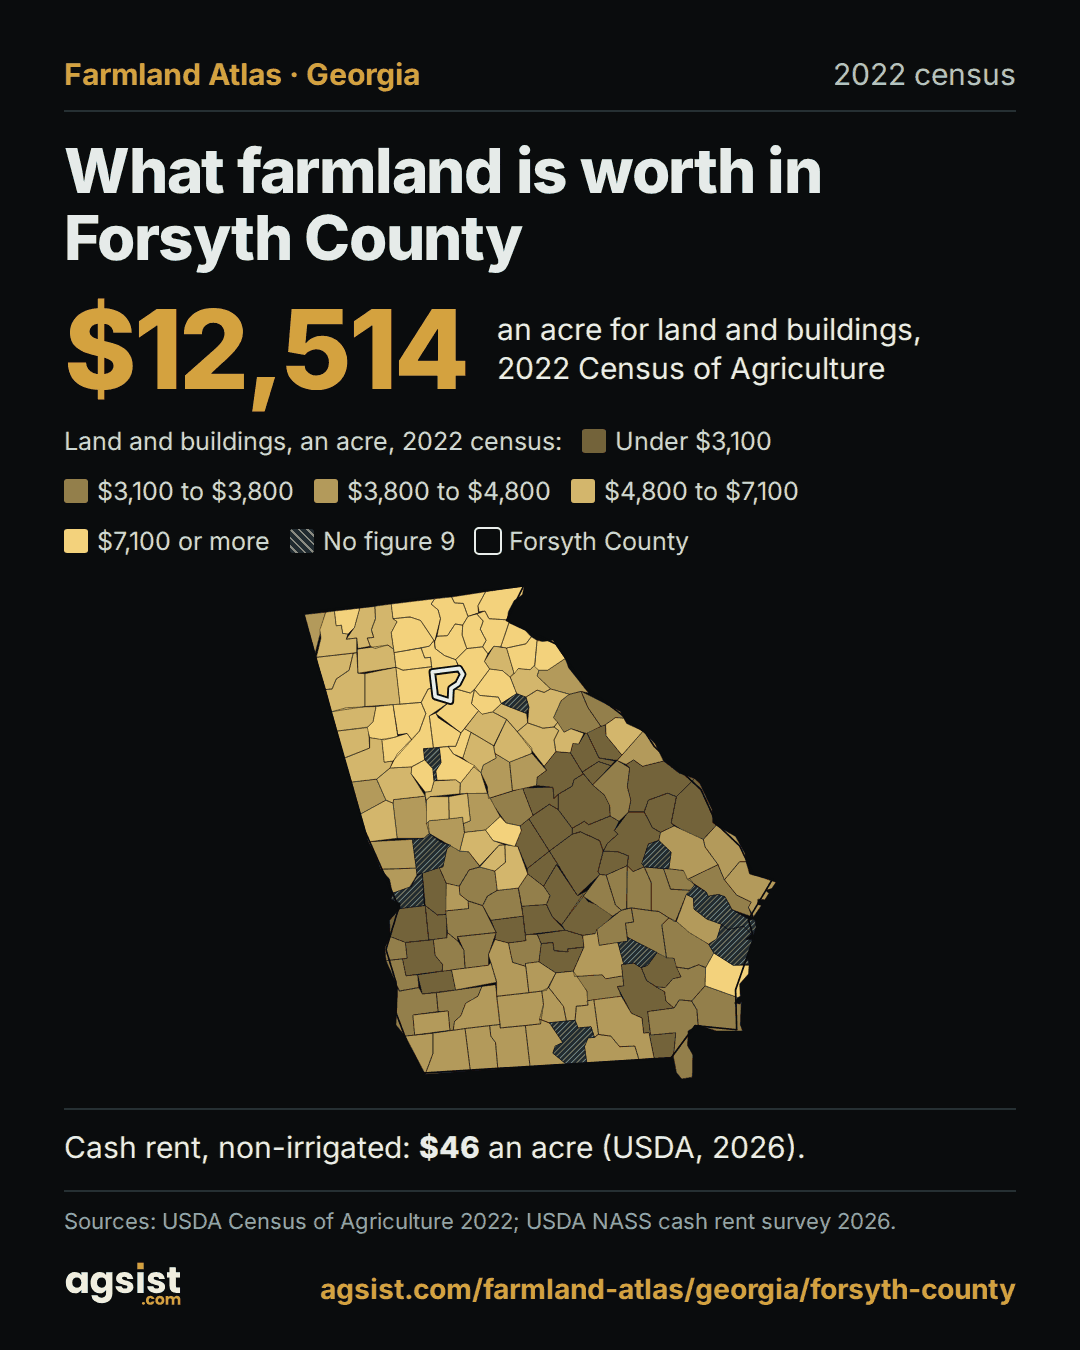 Farmland Atlas · Georgia
2022 census
What farmland is worth in
Forsyth County
$12,514
an acre for land and buildings,
2022 Census of Agriculture
Land and buildings, an acre, 2022 census: Under $3,100
$3,100 to $3,800 $3,800 to $4,800 $4,800 to $7,100
$7,100 or more No figure 9 Forsyth County
Cash rent, non-irrigated: $46 an acre (USDA, 2026).
Sources: USDA Census of Agriculture 2022; USDA NASS cash rent survey 2026.
agsist
.com
agsist.com/farmland-atlas/georgia/forsyth-county